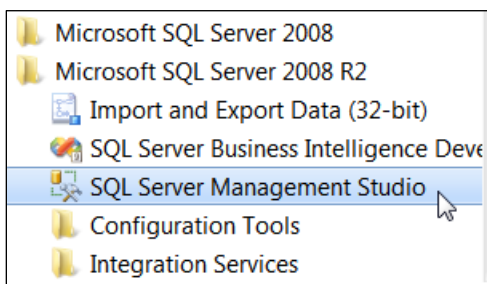 Microsoft SQL Server 2008
Microsoft SQL Server 2008 R2
Import and Export Data (32-bit)
SQL Server Business Intelligence Deve
SQL Server Management Studio
Configuration Tools
Integration Services